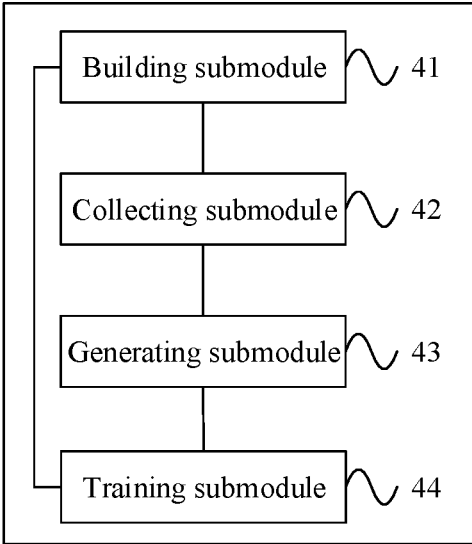 Building submodule 41
Collecting submodule 42
Generating submodule 43
Training submodule 44